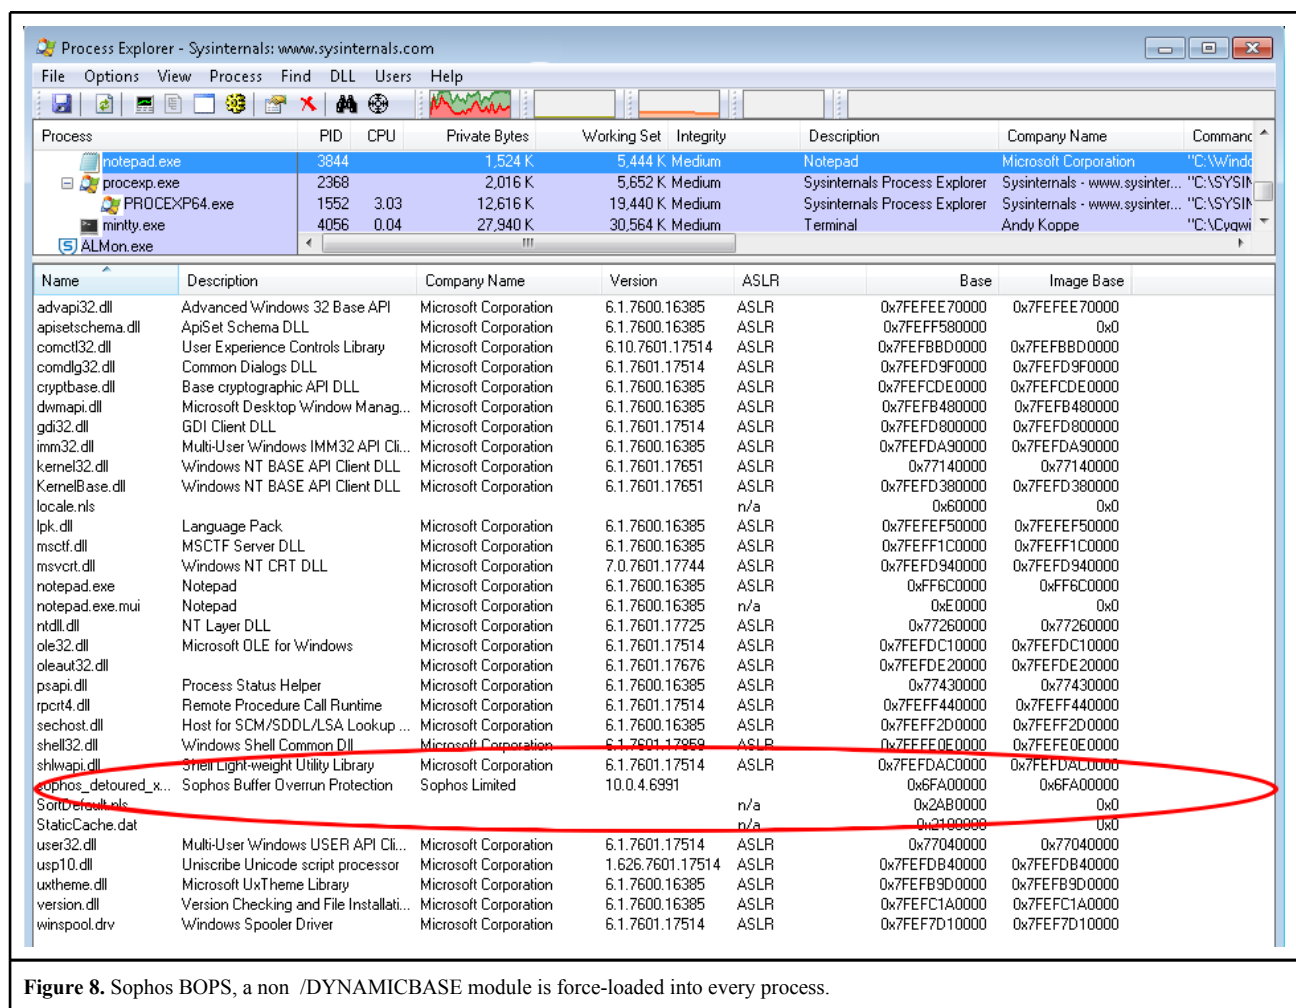 Process Explorer - Sysinternals: www.sysinternals.com
File Options View Process Find DLL Users Help
Process PID CPU Private Bytes Working Set Integrity Description Company Name Command
notepad.exe 3844 1,524 K 5,444 K Medium Notepad Microsoft Corporation "C:\Windo
procexp.exe 2368 2,016 K 5,652 K Medium Sysinternals Process Explorer Sysinternals - www.sysinter... "C:\SYSIN
PROCEXP64.exe 1552 3.03 12,616 K 19,440 K Medium Sysinternals Process Explorer Sysinternals - www.sysinter... "C:\SYSIN
mintty.exe 4056 0.04 27,940 K 30,564 K Medium Terminal Andy Koppe "C:\Cygwi
ALMon.exe
Name Description Company Name Version ASLR Base Image Base
advapi32.dll Advanced Windows 32 Base API Microsoft Corporation 6.1.7600.16385 ASLR 0x7FEFEE70000 0x7FEFEE70000
apisetschema.dll ApiSet Schema DLL Microsoft Corporation 6.1.7600.16385 ASLR 0x7FEFF580000 0x0
comctl32.dll User Experience Controls Library Microsoft Corporation 6.10.7601.17514 ASLR 0x7FEFBBD0000 0x7FEFBBD0000
comdlg32.dll Common Dialogs DLL Microsoft Corporation 6.1.7601.17514 ASLR 0x7FEFD9F0000 0x7FEFD9F0000
cryptbase.dll Base cryptographic API DLL Microsoft Corporation 6.1.7600.16385 ASLR 0x7FEFCDE0000 0x7FEFCDE0000
dwmapi.dll Microsoft Desktop Window Manag... Microsoft Corporation 6.1.7600.16385 ASLR 0x7FEFB480000 0x7FEFB480000
gdi32.dll GDI Client DLL Microsoft Corporation 6.1.7601.17514 ASLR 0x7FEFD800000 0x7FEFD800000
imm32.dll Multi-User Windows IMM32 API Cli... Microsoft Corporation 6.1.7600.16385 ASLR 0x7FEFDA90000 0x7FEFDA90000
kernel32.dll Windows NT BASE API Client DLL Microsoft Corporation 6.1.7601.17651 ASLR 0x77140000 0x77140000
KernelBase.dll Windows NT BASE API Client DLL Microsoft Corporation 6.1.7601.17651 ASLR 0x7FEFD380000 0x7FEFD380000
locale.nls n/a 0x60000 0x0
lpk.dll Language Pack Microsoft Corporation 6.1.7600.16385 ASLR 0x7FEFEF50000 0x7FEFEF50000
msctf.dll MSCTF Server DLL Microsoft Corporation 6.1.7600.16385 ASLR 0x7FEFF1C0000 0x7FEFF1C0000
msvcrt.dll Windows NT CRT DLL Microsoft Corporation 7.0.7601.17744 ASLR 0x7FEFD940000 0x7FEFD940000
notepad.exe Notepad Microsoft Corporation 6.1.7600.16385 ASLR 0xFF6C0000 0xFF6C0000
notepad.exe.mui Notepad Microsoft Corporation 6.1.7600.16385 n/a 0xE0000 0x0
ntdll.dll NT Layer DLL Microsoft Corporation 6.1.7601.17725 ASLR 0x77260000 0x77260000
ole32.dll Microsoft OLE for Windows Microsoft Corporation 6.1.7601.17514 ASLR 0x7FEFDC10000 0x7FEFDC10000
oleaut32.dll Microsoft Corporation 6.1.7601.17676 ASLR 0x7FEFDE20000 0x7FEFDE20000
psapi.dll Process Status Helper Microsoft Corporation 6.1.7600.16385 ASLR 0x77430000 0x77430000
rpcrt4.dll Remote Procedure Call Runtime Microsoft Corporation 6.1.7601.17514 ASLR 0x7FEFF440000 0x7FEFF440000
sechost.dll Host for SCM/SDDL/LSA Lookup ... Microsoft Corporation 6.1.7600.16385 ASLR 0x7FEFF2D0000 0x7FEFF2D0000
shell32.dll Windows Shell Common Dll Microsoft Corporation 6.1.7601.17859 ASLR 0x7FEFE0E0000 0x7FEFE0E0000
shlwapi.dll Shell Light-weight Utility Library Microsoft Corporation 6.1.7601.17514 ASLR 0x7FEFDAC0000 0x7FEFDAC0000
sophos_detoured_x... Sophos Buffer Overrun Protection Sophos Limited 10.0.4.6991 0x6FA00000 0x6FA00000
SortDefault.nls n/a 0x2AB0000 0x0
StaticCache.dat n/a 0x2100000 0x0
user32.dll Multi-User Windows USER API Cli... Microsoft Corporation 6.1.7601.17514 ASLR 0x77040000 0x77040000
usp10.dll Uniscribe Unicode script processor Microsoft Corporation 1.626.7601.17514 ASLR 0x7FEFDB40000 0x7FEFDB40000
uxtheme.dll Microsoft UxTheme Library Microsoft Corporation 6.1.7600.16385 ASLR 0x7FEFB9D0000 0x7FEFB9D0000
version.dll Version Checking and File Installati... Microsoft Corporation 6.1.7600.16385 ASLR 0x7FEFC1A0000 0x7FEFC1A0000
winspool.drv Windows Spooler Driver Microsoft Corporation 6.1.7601.17514 ASLR 0x7FEF7D10000 0x7FEF7D10000
Figure 8. Sophos BOPS, a non /DYNAMICBASE module is force-loaded into every process.